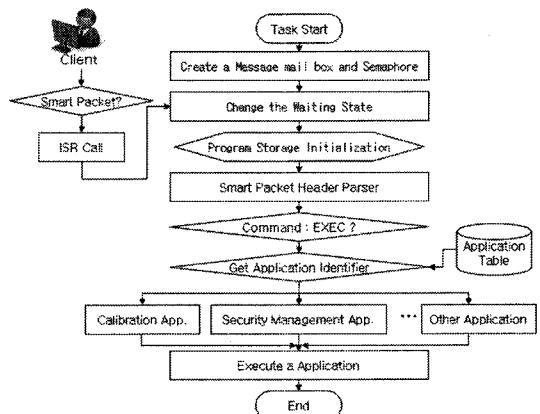 Task Start
Client
Create a Message mail box and Semaphore
Smart Packet?
Change the Waiting State
ISR Call
Program Storage Initialization
Smart Packet Header Parser
Command : EXEC ?
Application
Table
Get Application Identifier
Calibration App.
Security Management App.
•••
Other Application
Execute a Application
End